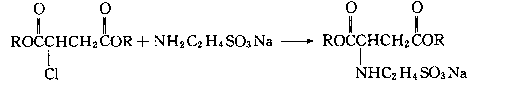 O O O O
ROCCHCH₂COR + NH₂C₂H₄SO₃Na ⟶ ROCCHCH₂COR
Cl NHC₂H₄SO₃Na